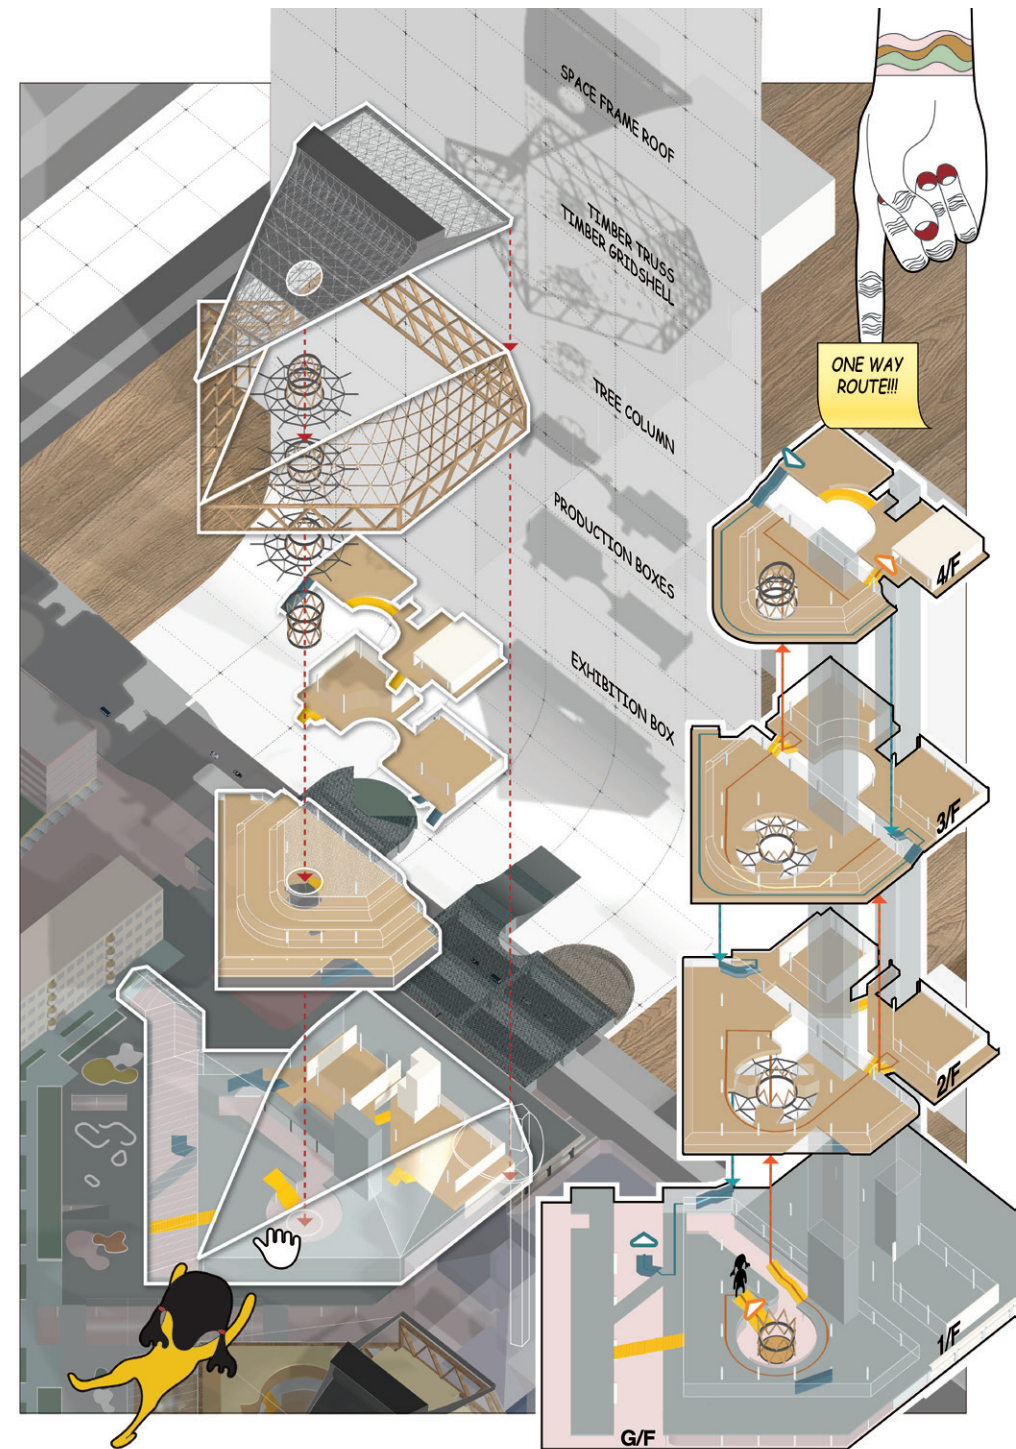 SPACE FRAME ROOF
TIMBER TRUSS
TIMBER GRIDSHELL
TREE COLUMN
PRODUCTION BOXES
EXHIBITION BOX
ONE WAY
ROUTE!!!
4/F
3/F
2/F
1/F
G/F